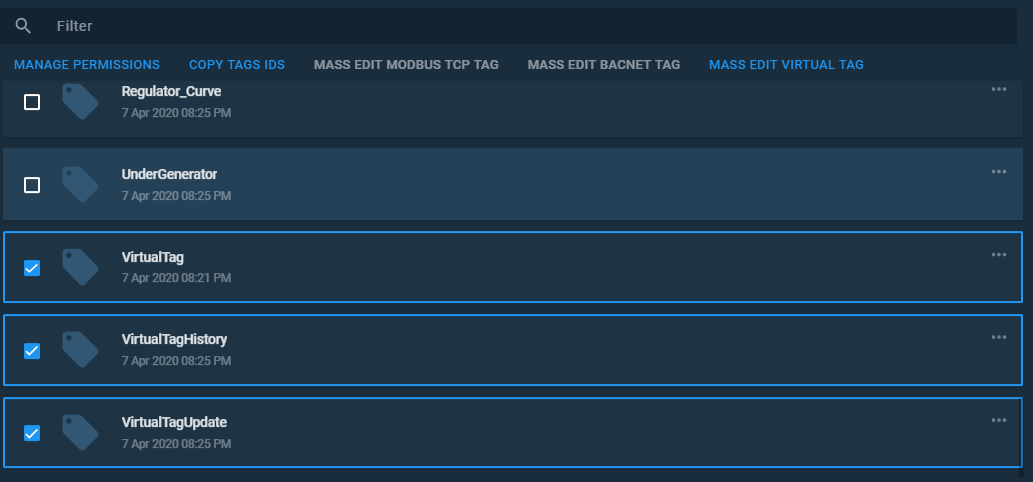 Filter
MANAGE PERMISSIONS COPY TAGS IDS MASS EDIT MODBUS TCP TAG MASS EDIT BACNET TAG MASS EDIT VIRTUAL TAG
Regulator_Curve
7 Apr 2020 08:25 PM
UnderGenerator
7 Apr 2020 08:25 PM
VirtualTag
7 Apr 2020 08:21 PM
VirtualTagHistory
7 Apr 2020 08:25 PM
VirtualTagUpdate
7 Apr 2020 08:25 PM